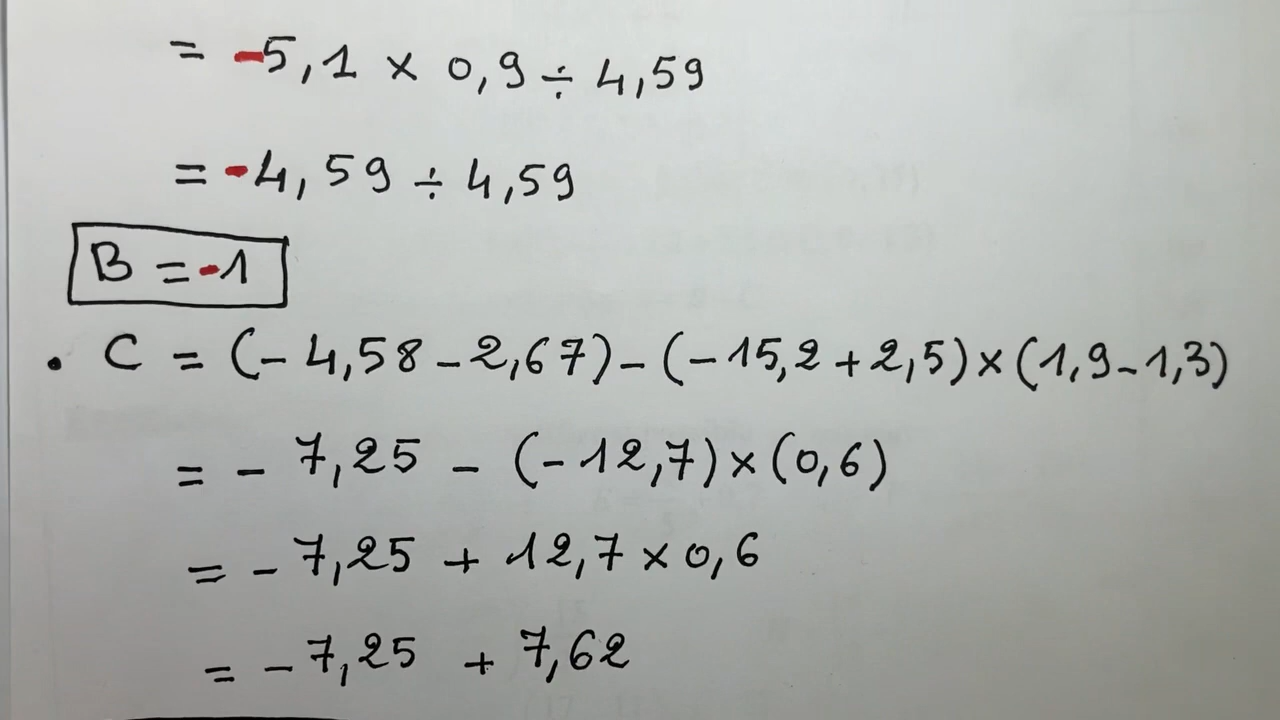 = -5,1 × 0,9 ÷ 4,59
= -4,59 ÷ 4,59
B = -1
• C = (- 4,58 - 2,67) - (- 15,2 + 2,5) × (1,9 - 1,3)
= - 7,25 - (- 12,7) × (0,6)
= - 7,25 + 12,7 × 0,6
= - 7,25 + 7,62